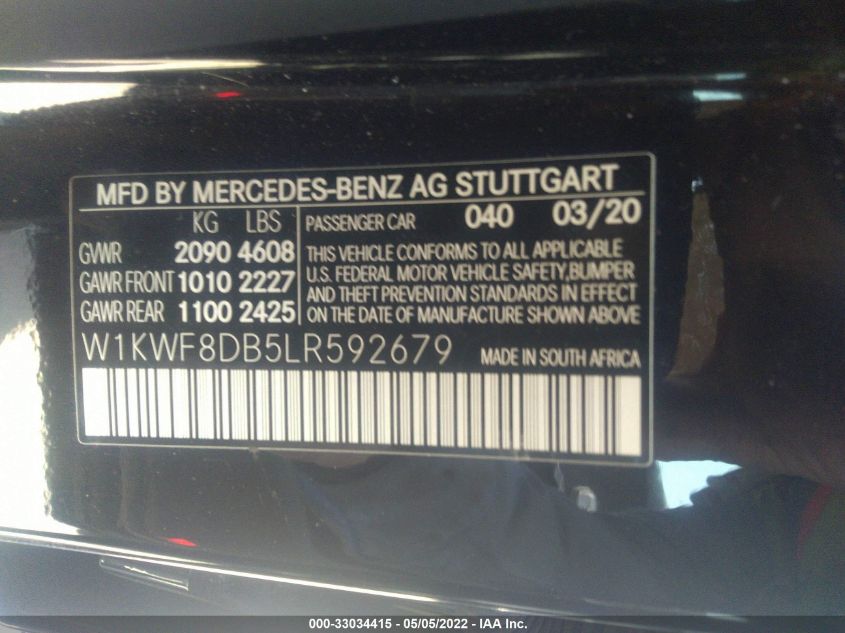 MFD BY MERCEDES-BENZ AG STUTTGART
KG LBS
GVWR 2090 4608
GAWR FRONT 1010 2227
GAWR REAR 1100 2425
PASSENGER CAR 040 03/20
THIS VEHICLE CONFORMS TO ALL APPLICABLE
U.S. FEDERAL MOTOR VEHICLE SAFETY,BUMPER
AND THEFT PREVENTION STANDARDS IN EFFECT
ON THE DATE OF MANUFACTURE SHOWN ABOVE
W1KWF8DB5LR592679 MADE IN SOUTH AFRICA
000-33034415 - 05/05/2022 - IAA Inc.